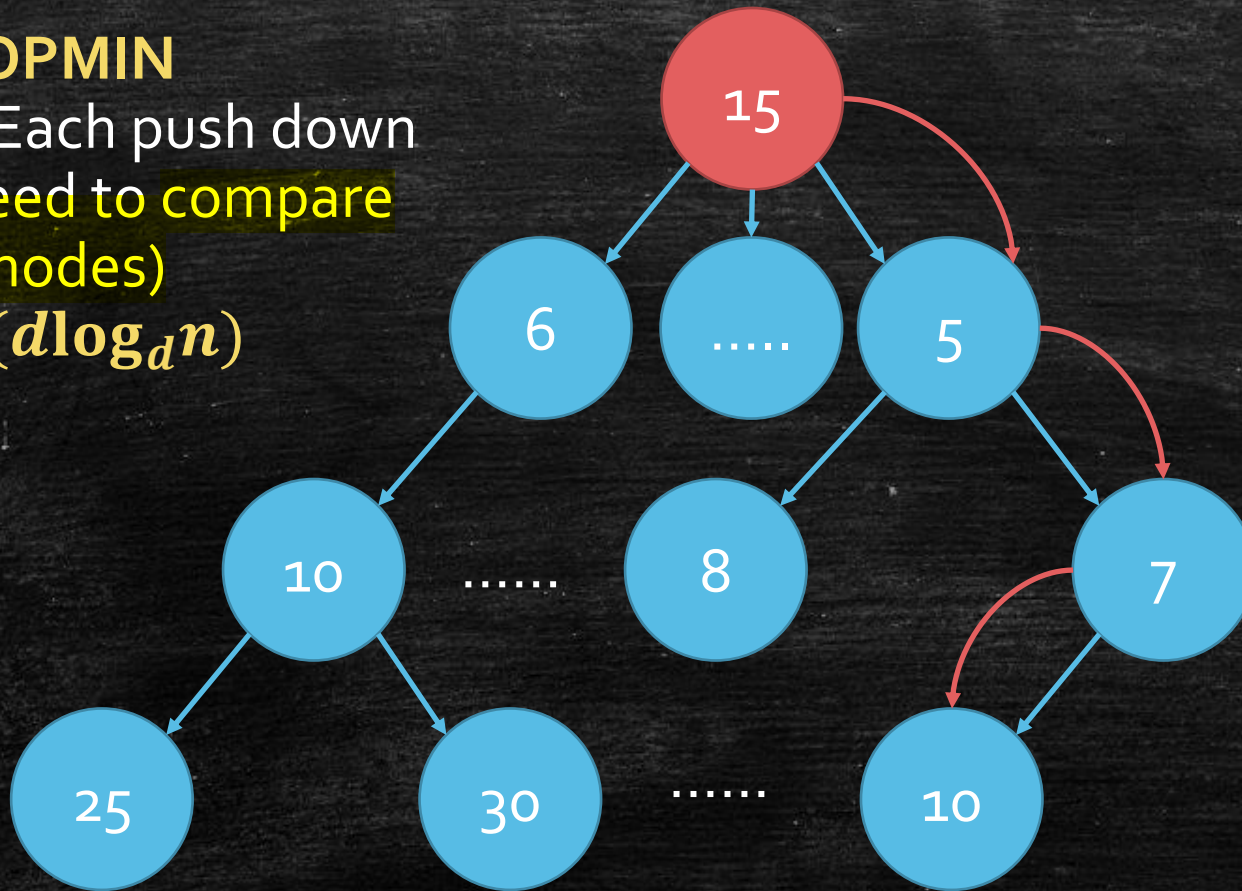 OPMIN
Each push down
eed to compare
nodes)
(dlog_d n)
15
6
.....
5
10
......
8
7
25
30
......
10